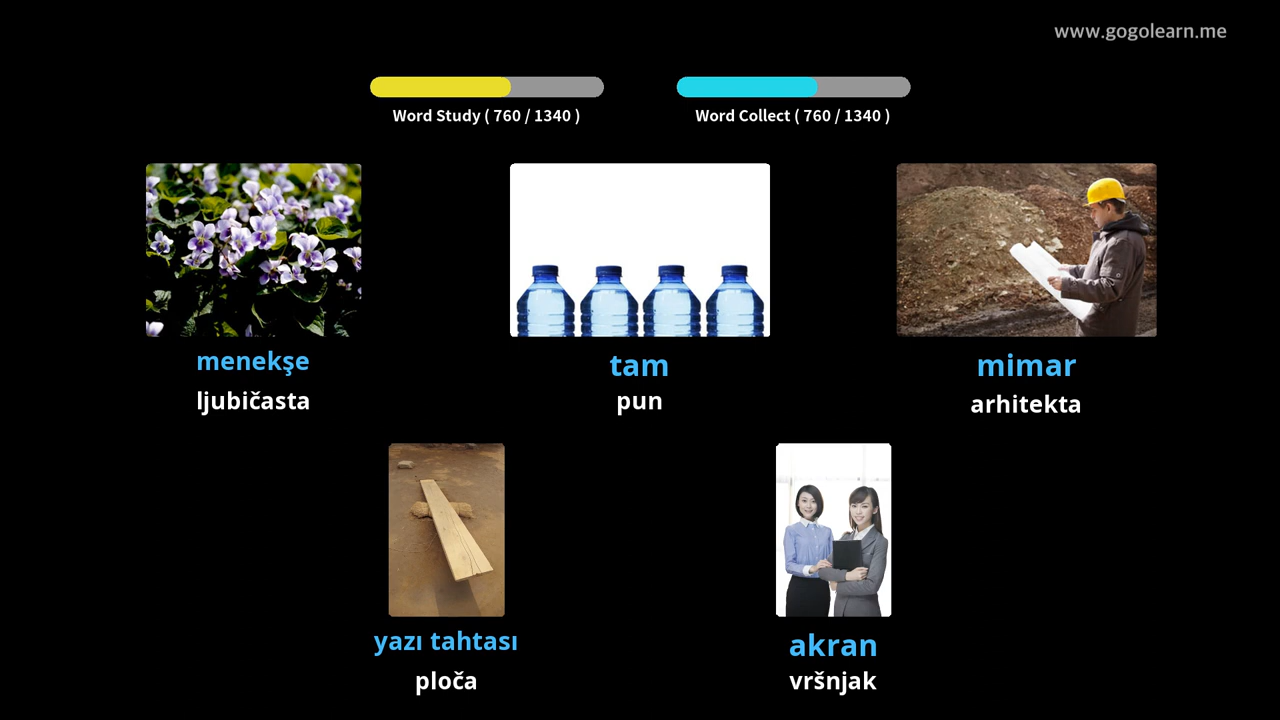 www.gogolearn.me
Word Study ( 760 / 1340 )
Word Collect ( 760 / 1340 )
menekşe
ljubičasta
tam
pun
mimar
arhitekta
yazı tahtası
ploča
akran
vršnjak